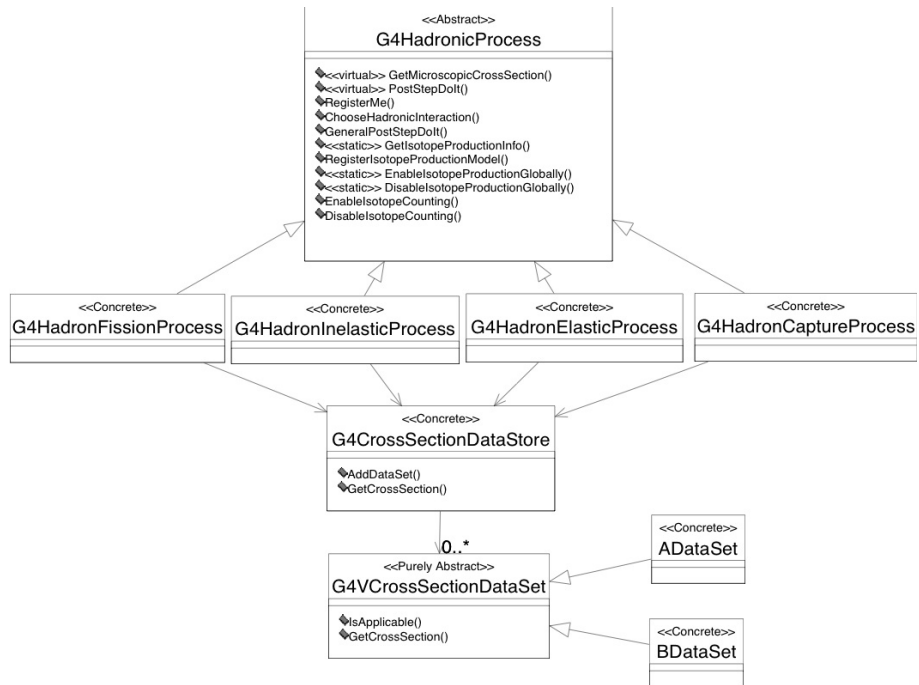 <<Abstract>>
G4HadronicProcess
<<virtual>> GetMicroscopicCrossSection()
<<virtual>> PostStepDoIt()
RegisterMe()
ChooseHadronicInteraction()
GeneralPostStepDoIt()
<<static>> GetIsotopeProductionInfo()
RegisterIsotopeProductionModel()
<<static>> EnableIsotopeProductionGlobally()
<<static>> DisableIsotopeProductionGlobally()
EnableIsotopeCounting()
DisableIsotopeCounting()
<<Concrete>>
G4HadronFissionProcess
<<Concrete>>
G4HadronInelasticProcess
<<Concrete>>
G4HadronElasticProcess
<<Concrete>>
G4HadronCaptureProcess
<<Concrete>>
G4CrossSectionDataStore
AddDataSet()
GetCrossSection()
0..*
<<Purely Abstract>>
G4VCrossSectionDataSet
IsApplicable()
GetCrossSection()
<<Concrete>>
ADataSet
<<Concrete>>
BDataSet